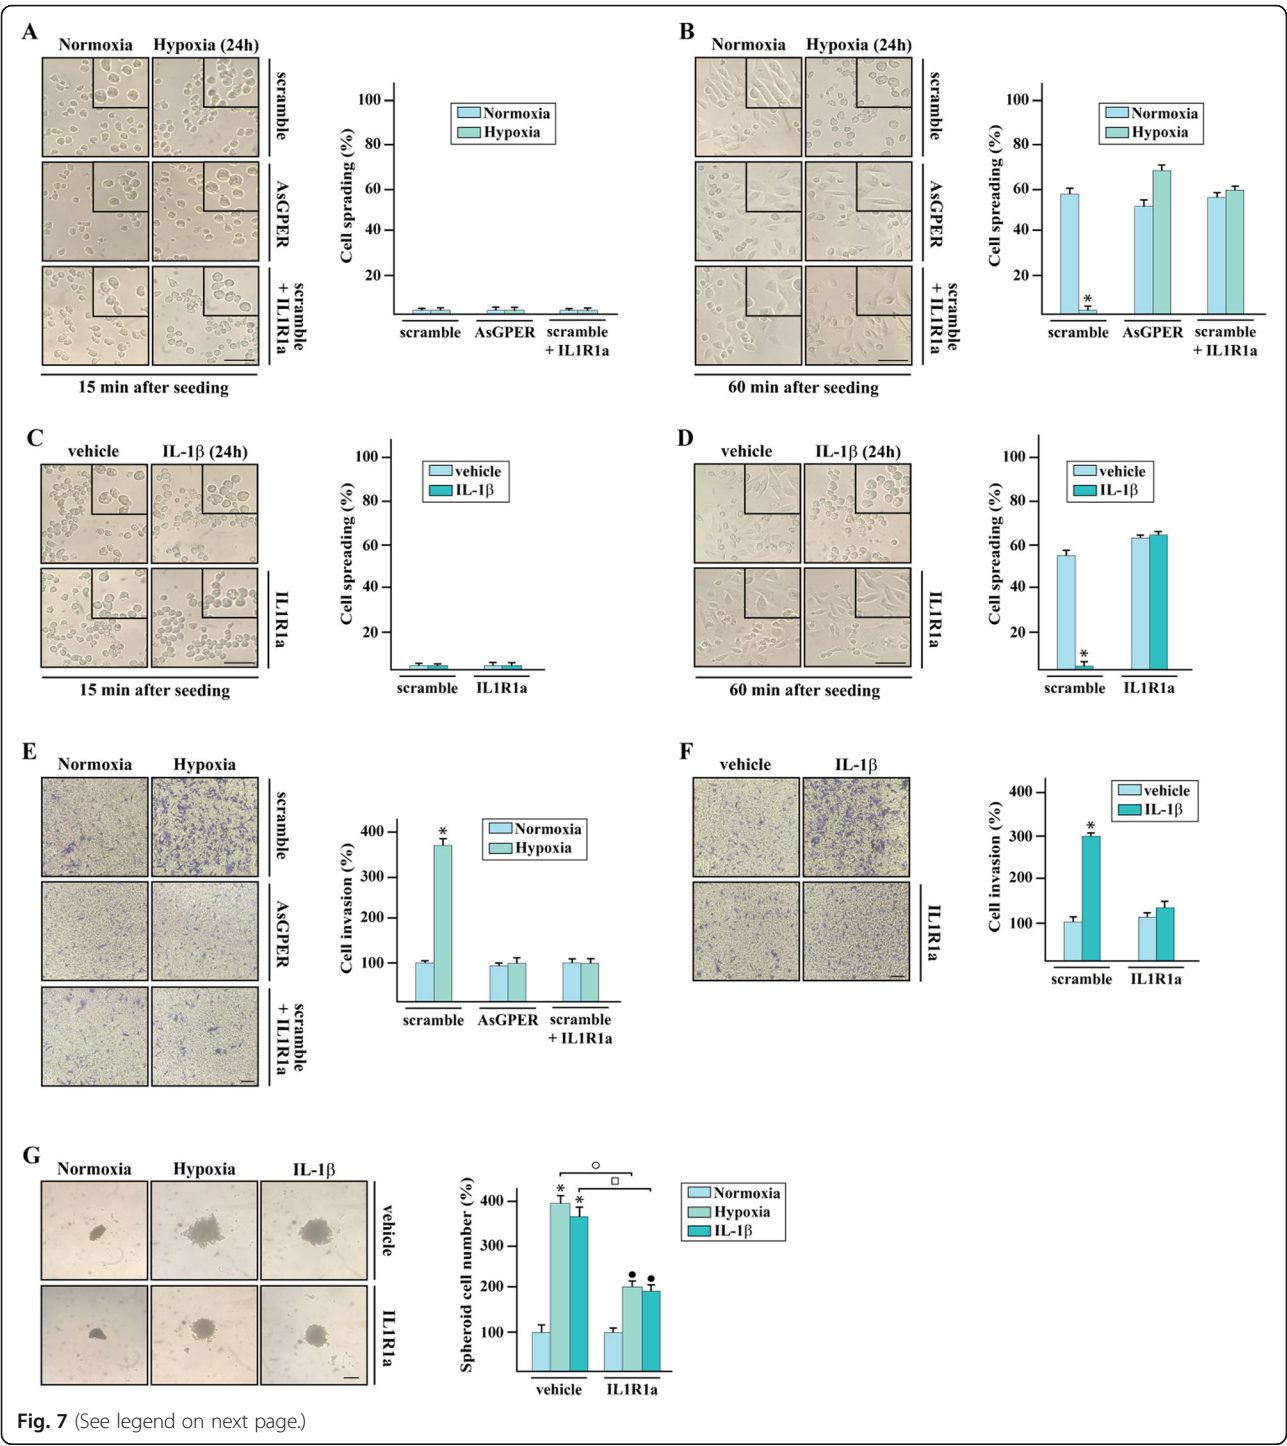 A
Normoxia Hypoxia (24h)
scramble
AsGPER
scramble
+ IL1R1a
15 min after seeding
Cell sprading (%)
100
80
60
40
20
Normoxia
Hypoxia
scramble AsGPER scramble
+ IL1R1a
B
Normoxia Hypoxia (24h)
scramble
AsGPER
scramble
+ IL1R1a
60 min after seeding
Cell spreading (%)
100
80
60
40
20
Normoxia
Hypoxia
*
scramble AsGPER scramble
+ IL1R1a
C
vehicle IL-1β (24h)
IL1R1a
15 min after seeding
Cell spreading (%)
100
80
60
40
20
vehicle
IL-1β
scramble IL1R1a
D
vehicle IL-1β (24h)
IL1R1a
60 min after seeding
Cell spreading (%)
100
80
60
40
20
vehicle
IL-1β
*
scramble IL1R1a
E
Normoxia Hypoxia
scramble
AsGPER
scramble
+ IL1R1a
Cell invasion (%)
400
300
200
100
*
Normoxia
Hypoxia
scramble AsGPER scramble
+ IL1R1a
F
vehicle IL-1β
IL1R1a
Cell invasion (%)
400
300
200
100
*
vehicle
IL-1β
scramble IL1R1a
G
Normoxia Hypoxia IL-1β
vehicle
IL1R1a
Spheroid cell number (%)
400
300
200
100
○
□
* *
● ●
Normoxia
Hypoxia
IL-1β
vehicle IL1R1a
Fig. 7 (See legend on next page.)